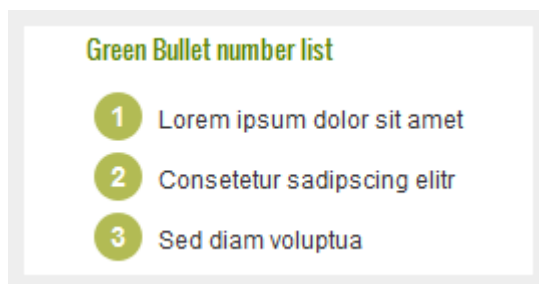 Green Bullet number list
1 Lorem ipsum dolor sit amet
2 Consetetur sadipscing elitr
3 Sed diam voluptua